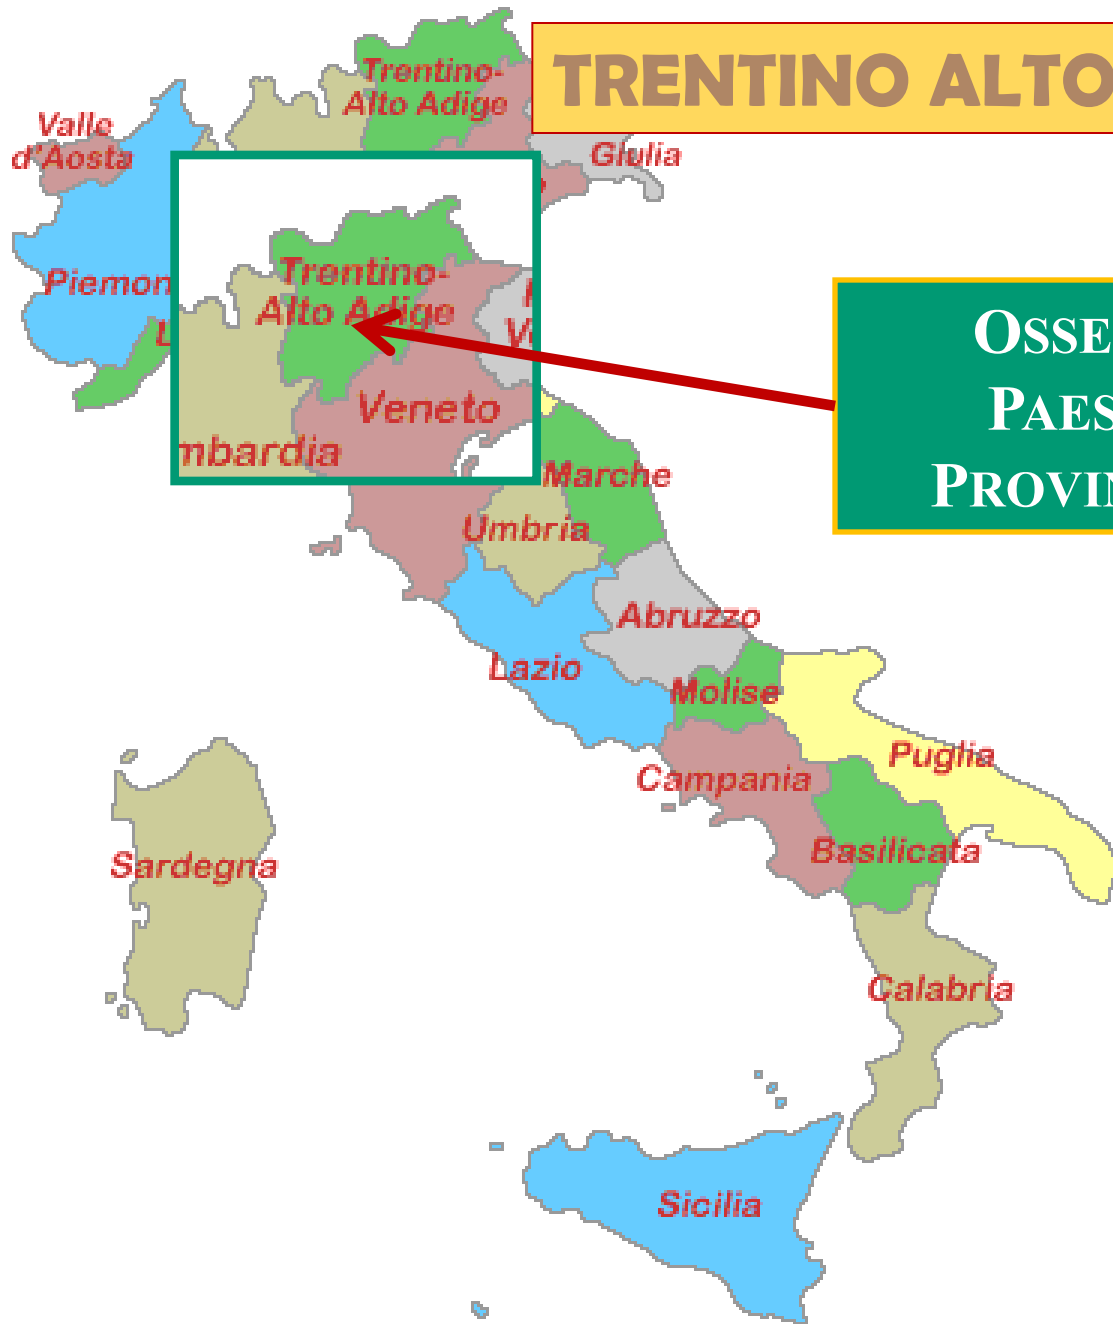 TRENTINO ALTO
Trentino-
Alto Adige
Valle
d'Aosta
Giulia
Piemon
L
Trentino-
Alto Adige
Veneto
mbardia
OSSE
PAES
PROVIN
Marche
Umbria
Abruzzo
Lazio
Molise
Puglia
Campania
Basilicata
Sardegna
Calabria
Sicilia